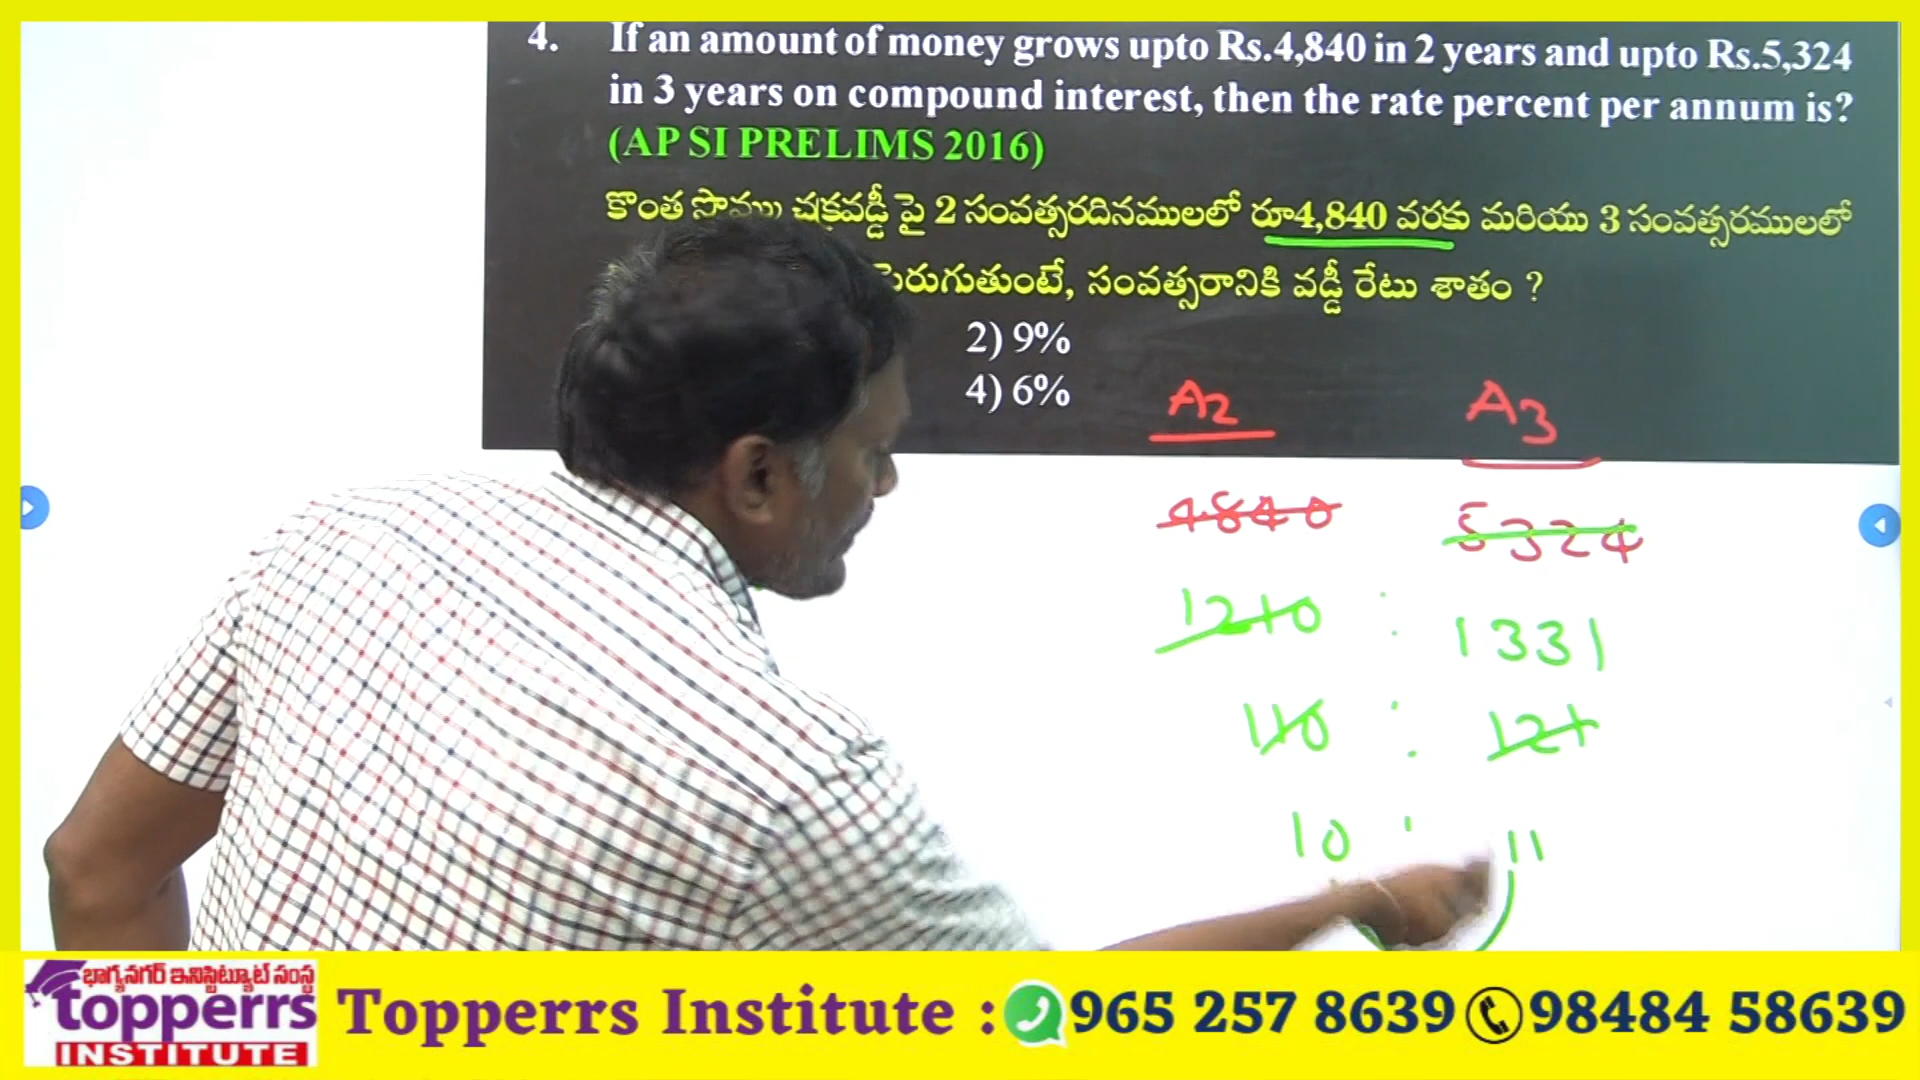 4. If an amount of money grows upto Rs.4,840 in 2 years and upto Rs.5,324
in 3 years on compound interest, then the rate percent per annum is?
(AP SI PRELIMS 2016)
కొంత సొమ్ము చక్రవడ్డీ పై 2 సంవత్సరదినములలో రూ4,840 వరకు మరియు 3 సంవత్సరములలో
పెరుగుతుంటే, సంవత్సరానికి వడ్డీ రేటు శాతం ?
2) 9%
4) 6%
A2 A3
4840 5324
1210 : 1331
110 : 121
10 : 11
భాగ్యనగర్ ఇనిస్టిట్యూట్ సంస్థ
topperrs
INSTITUTE
Topperrs Institute : 965 257 8639 98484 58639